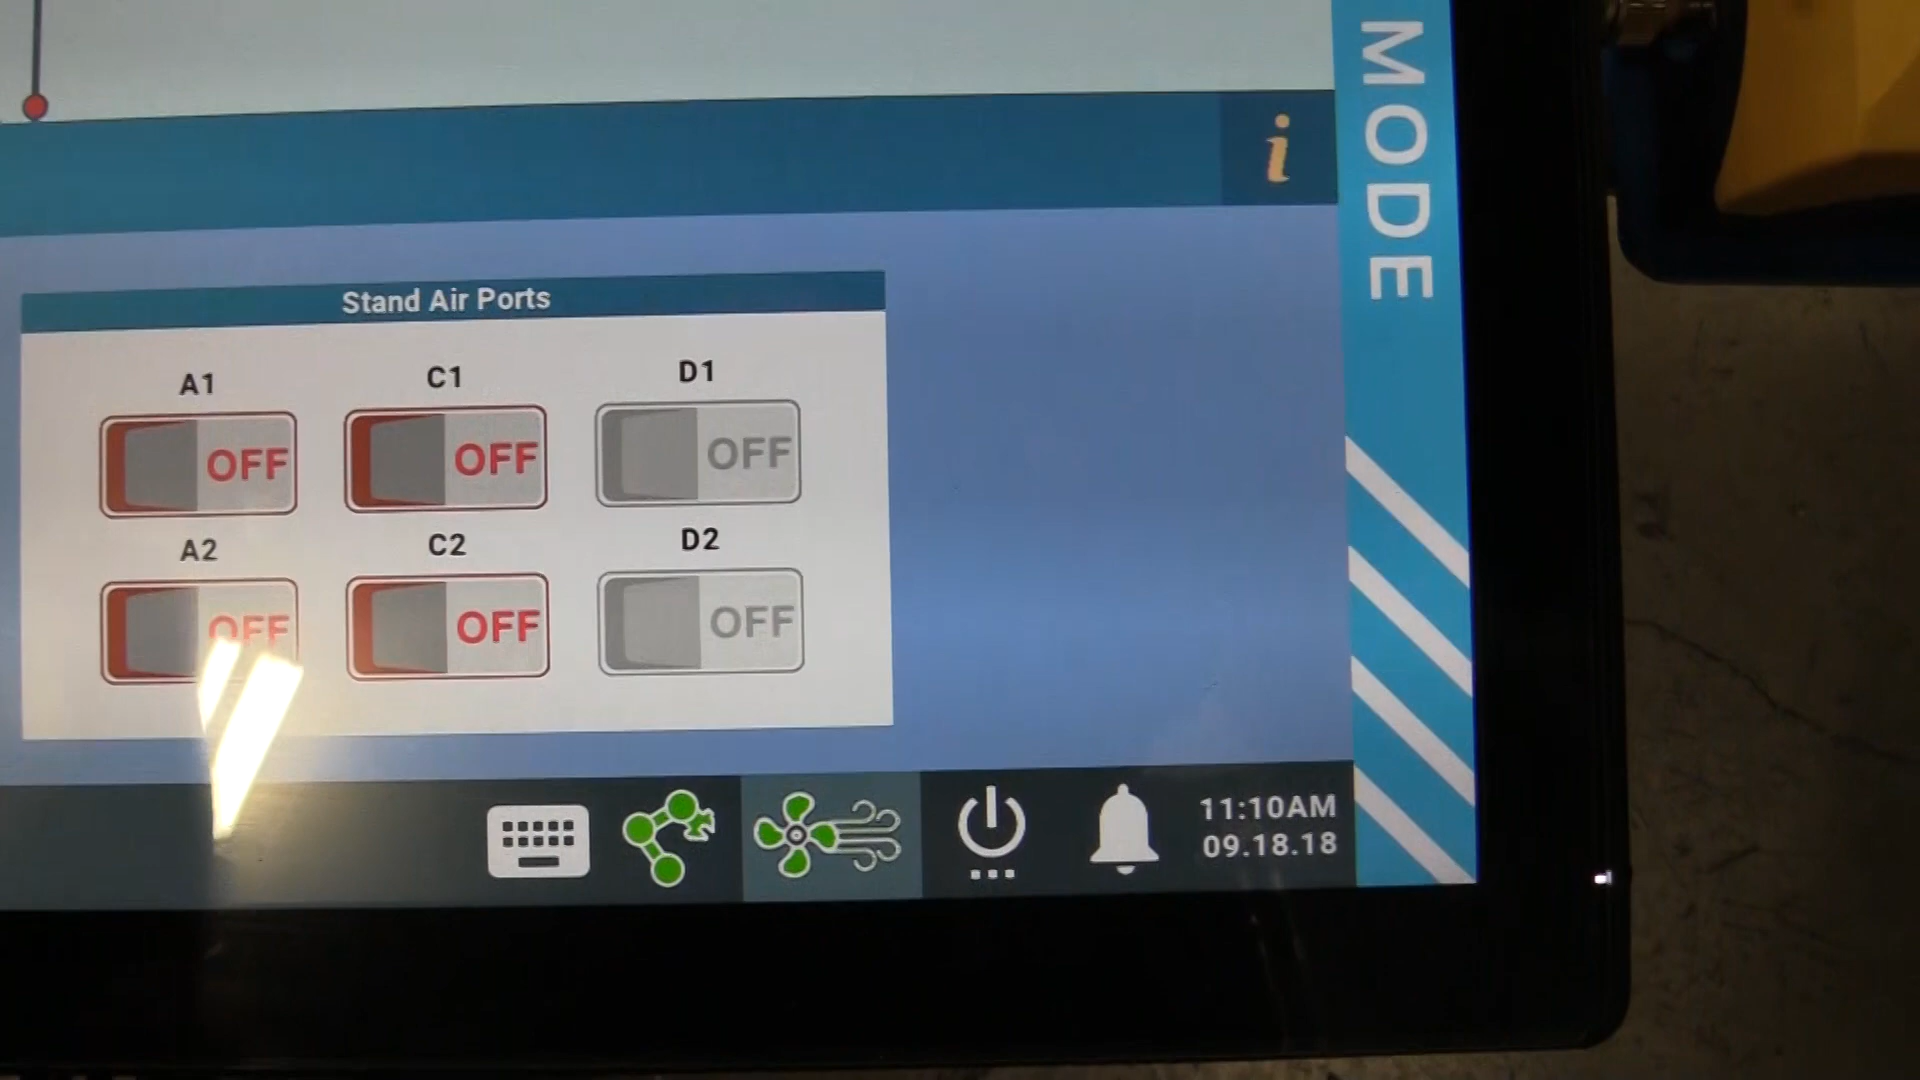 MODE
i
Stand Air Ports
A1 C1 D1
OFF OFF OFF
A2 C2 D2
OFF OFF OFF
11:10AM
09.18.18